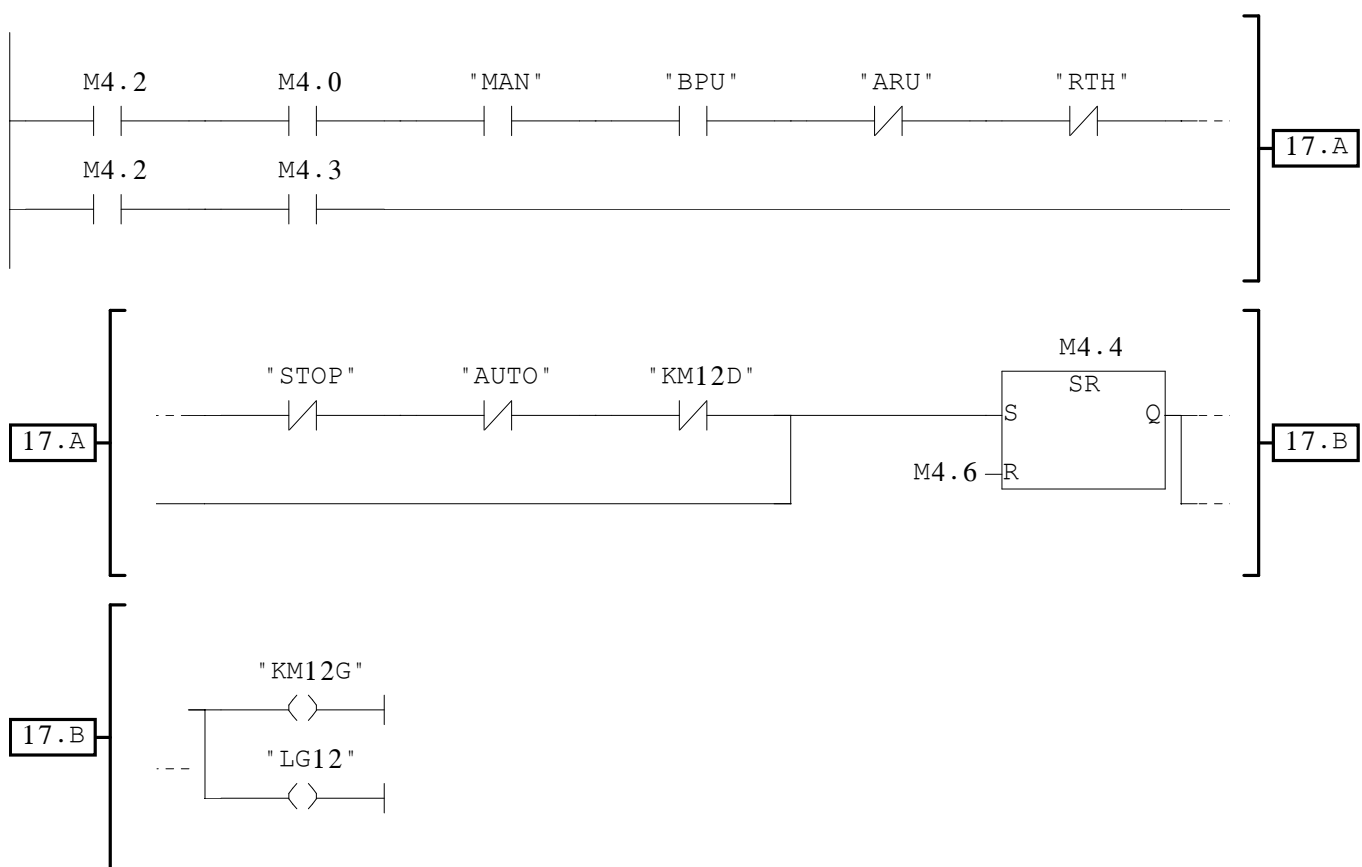 M4.2 M4.0 "MAN" "BPU" "ARU" "RTH"
17.A
M4.2 M4.3
M4.4
"STOP" "AUTO" "KM12D" SR
S Q
17.A 17.B
M4.6 R
"KM12G"
17.B
"LG12"